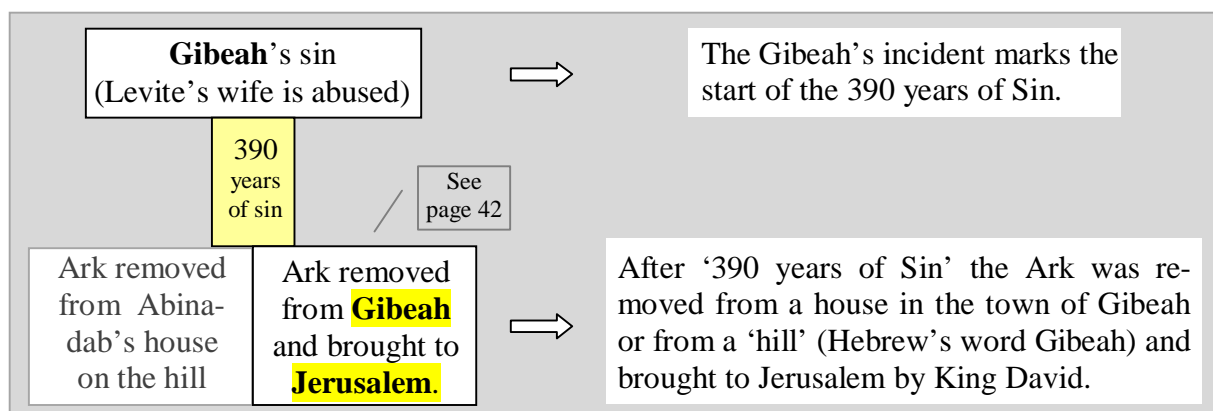 Gibeah’s sin
(Levite’s wife is abused)
The Gibeah’s incident marks the
start of the 390 years of Sin.
390
years
of sin
See
page 42
Ark removed
from Abina-
dab’s house
on the hill
Ark removed
from Gibeah
and brought to
Jerusalem.
After ‘390 years of Sin’ the Ark was re-
moved from a house in the town of Gibeah
or from a ‘hill’ (Hebrew’s word Gibeah) and
brought to Jerusalem by King David.